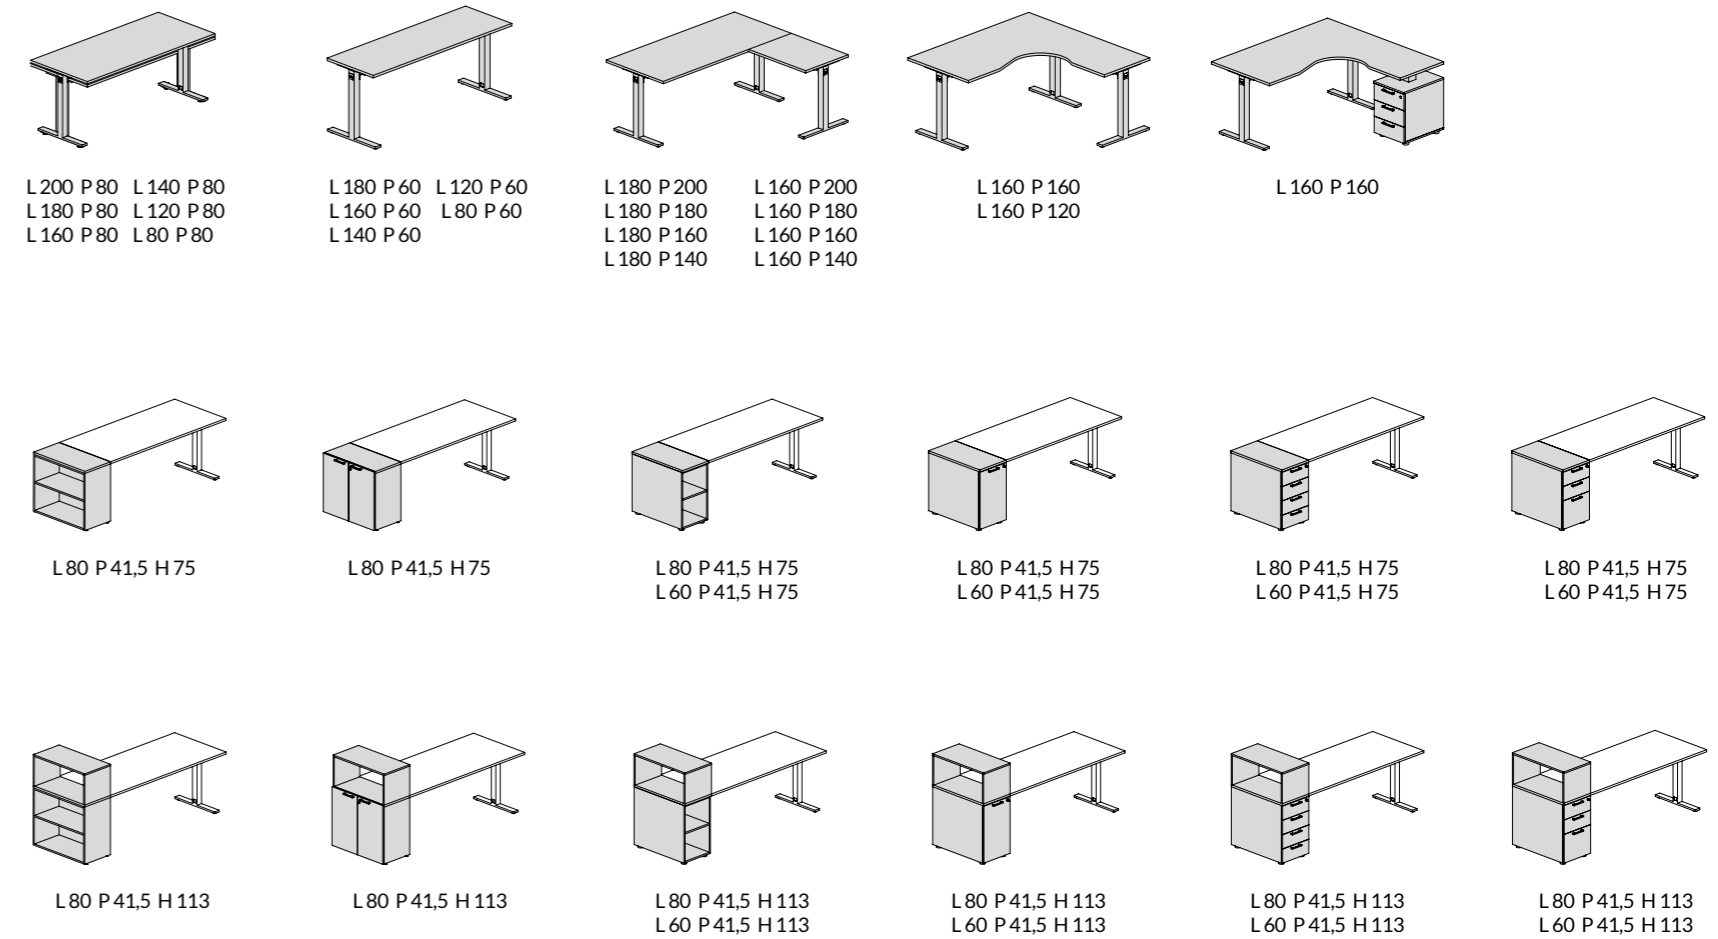 L 200 P 80 L 140 P 80
L 180 P 80 L 120 P 80
L 160 P 80 L 80 P 80
L 180 P 60 L 120 P 60
L 160 P 60 L 80 P 60
L 140 P 60
L 180 P 200 L 160 P 200
L 180 P 180 L 160 P 180
L 180 P 160 L 160 P 160
L 180 P 140 L 160 P 140
L 160 P 160
L 160 P 120
L 160 P 160
L 80 P 41,5 H 75
L 80 P 41,5 H 75
L 80 P 41,5 H 75
L 60 P 41,5 H 75
L 80 P 41,5 H 75
L 60 P 41,5 H 75
L 80 P 41,5 H 75
L 60 P 41,5 H 75
L 80 P 41,5 H 75
L 60 P 41,5 H 75
L 80 P 41,5 H 113
L 80 P 41,5 H 113
L 80 P 41,5 H 113
L 60 P 41,5 H 113
L 80 P 41,5 H 113
L 60 P 41,5 H 113
L 80 P 41,5 H 113
L 60 P 41,5 H 113
L 80 P 41,5 H 113
L 60 P 41,5 H 113